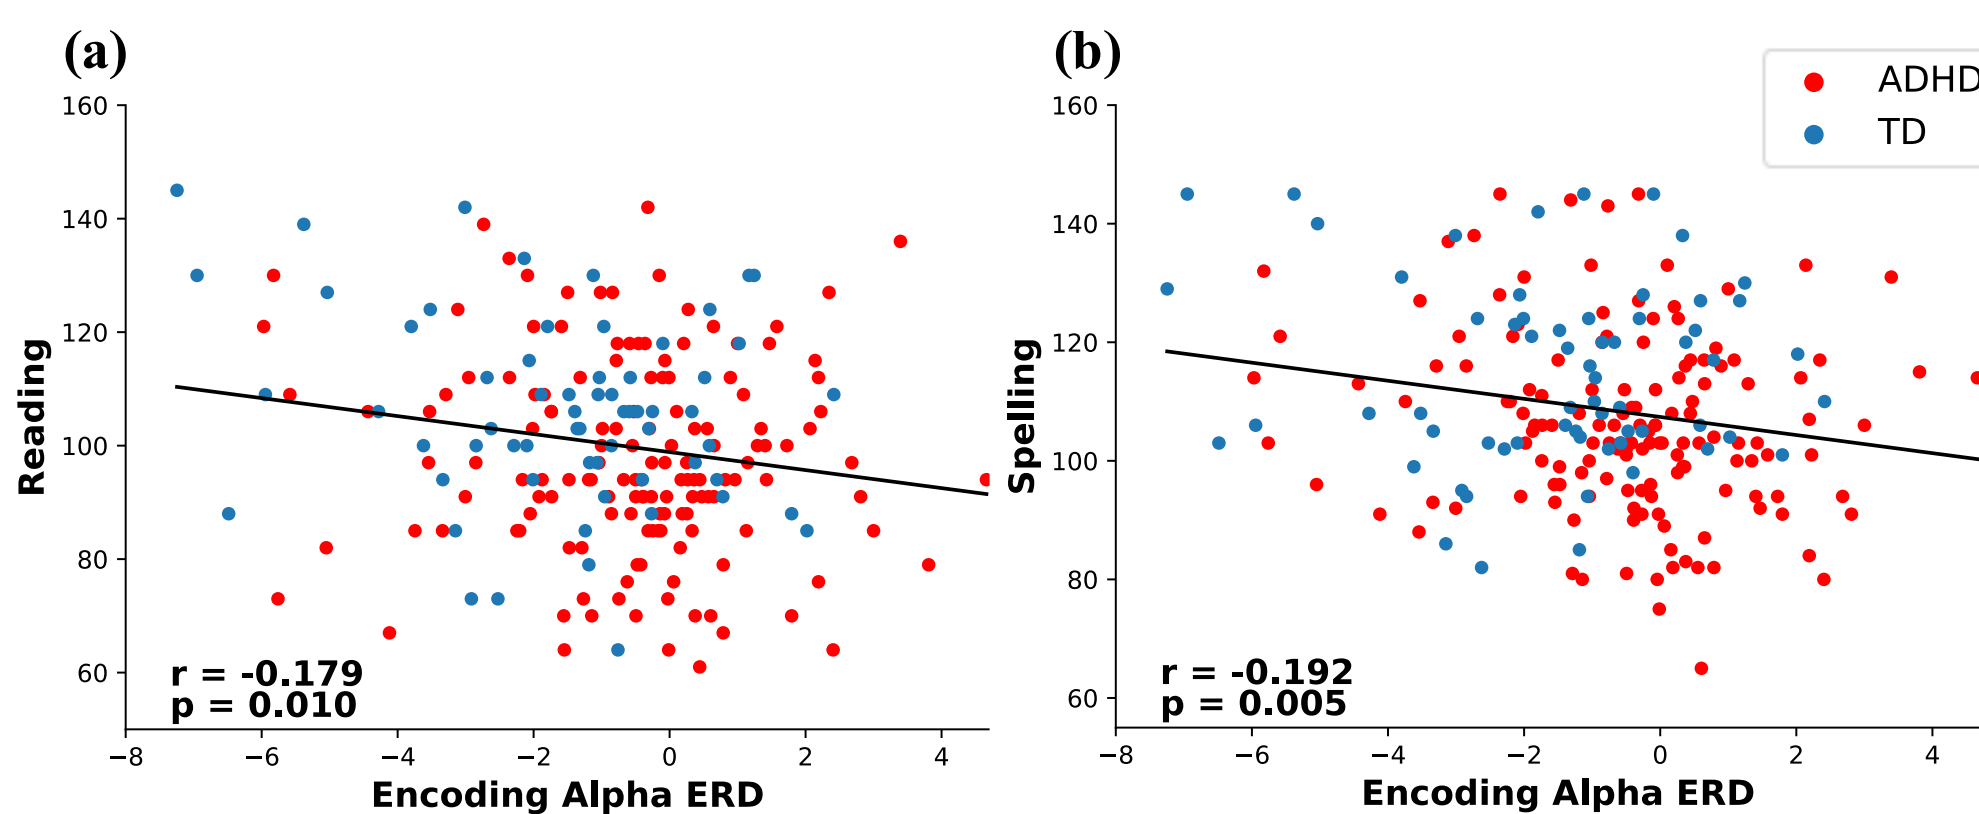 (a)
160
140
120
100
80
60
Reading
r = -0.179
p = 0.010
−8 −6 −4 −2 0 2 4
Encoding Alpha ERD
(b)
ADHD
TD
160
140
120
100
80
60
Spelling
r = -0.192
p = 0.005
−8 −6 −4 −2 0 2 4
Encoding Alpha ERD